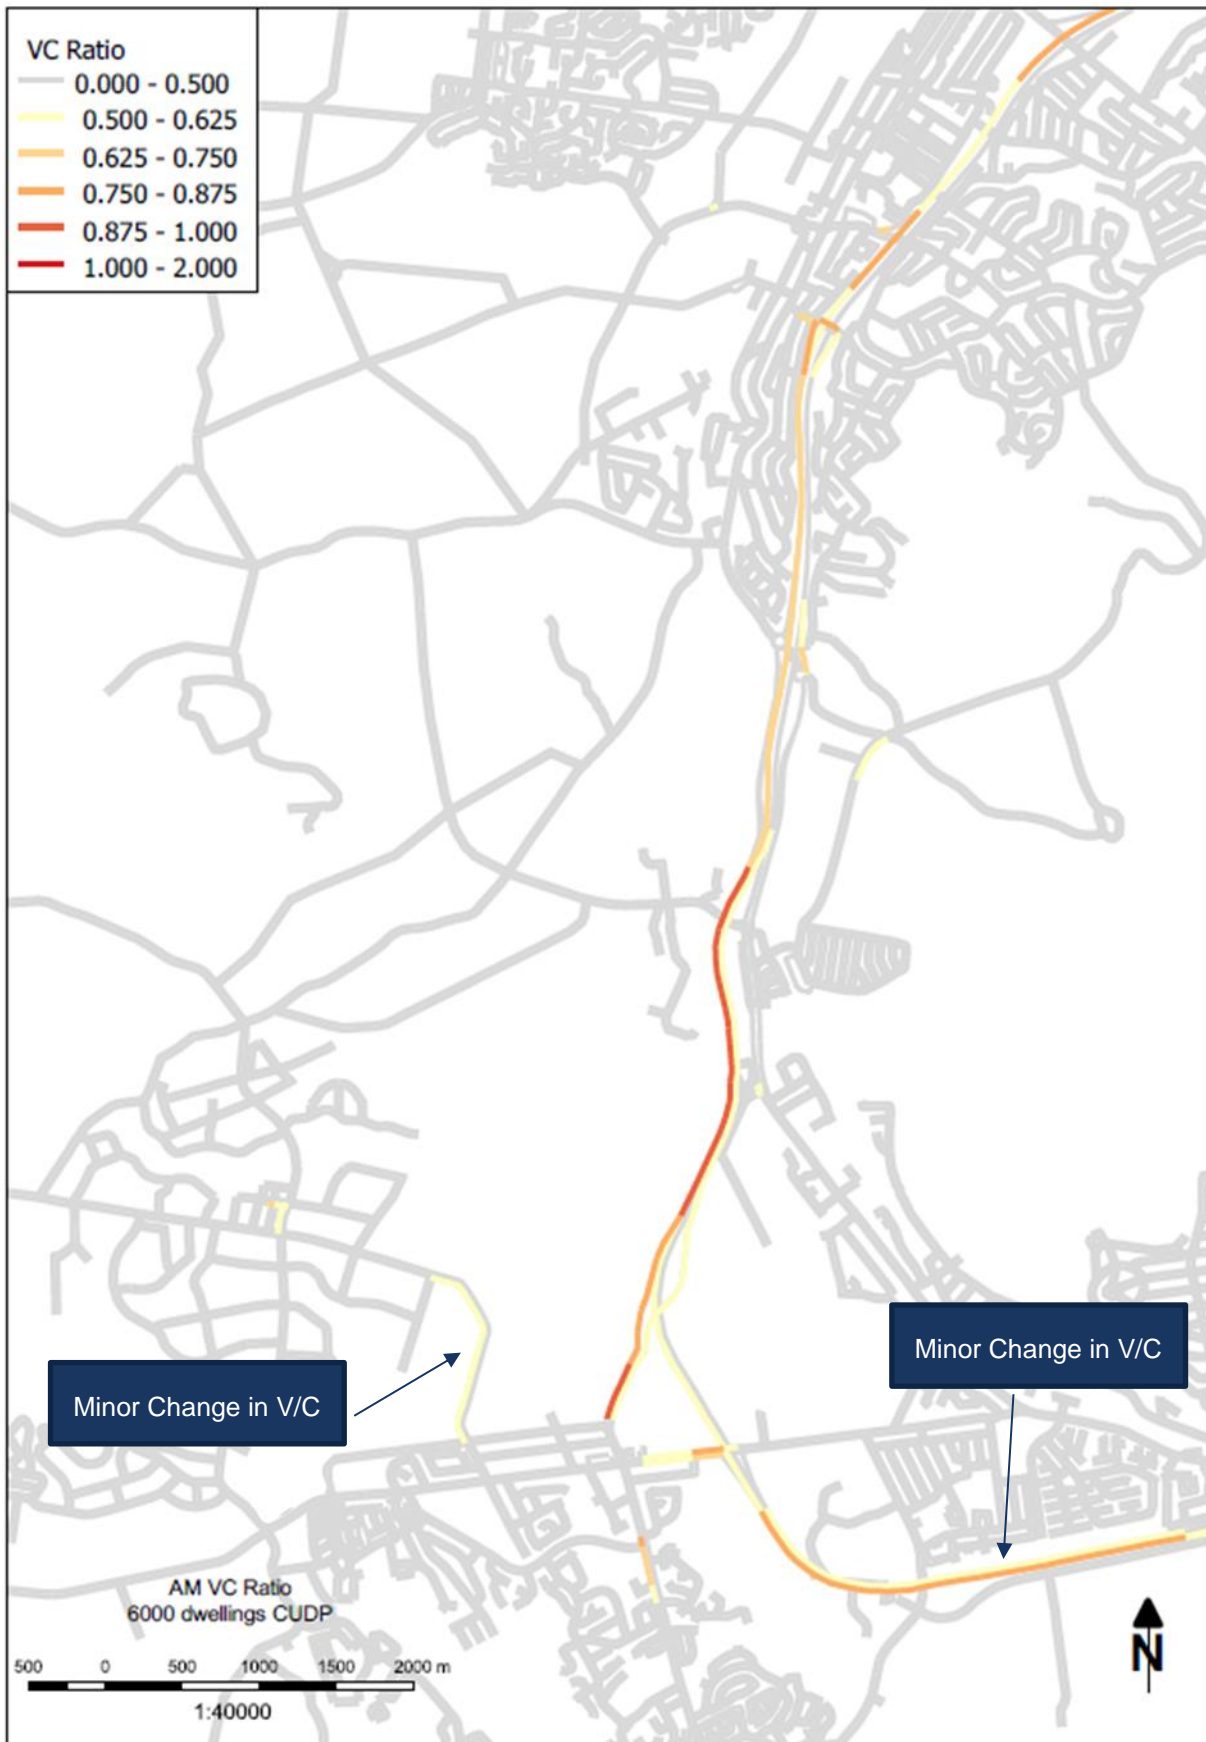 VC Ratio
0.000 - 0.500
0.500 - 0.625
0.625 - 0.750
0.750 - 0.875
0.875 - 1.000
1.000 - 2.000
Minor Change in V/C
Minor Change in V/C
AM VC Ratio
6000 dwellings CUDP
500 0 500 1000 1500 2000 m
1:40000
N